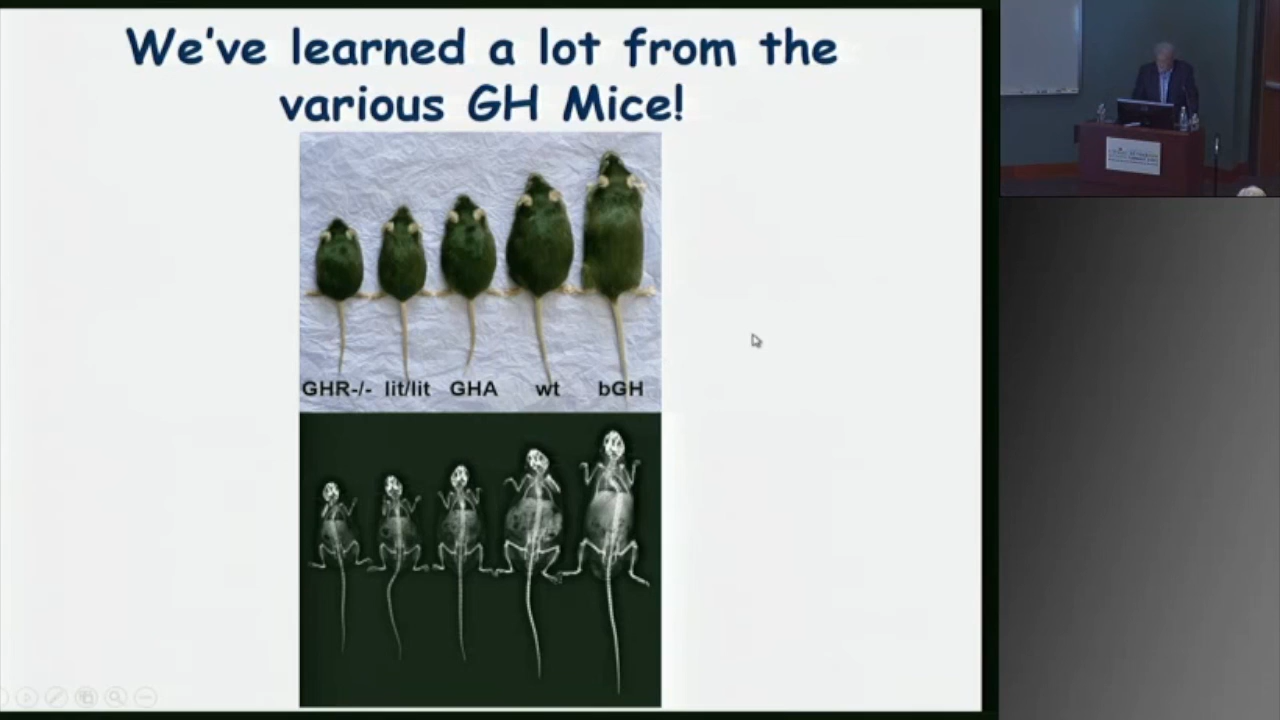 We've learned a lot from the
various GH Mice!
GHR-/- lit/lit GHA wt bGH